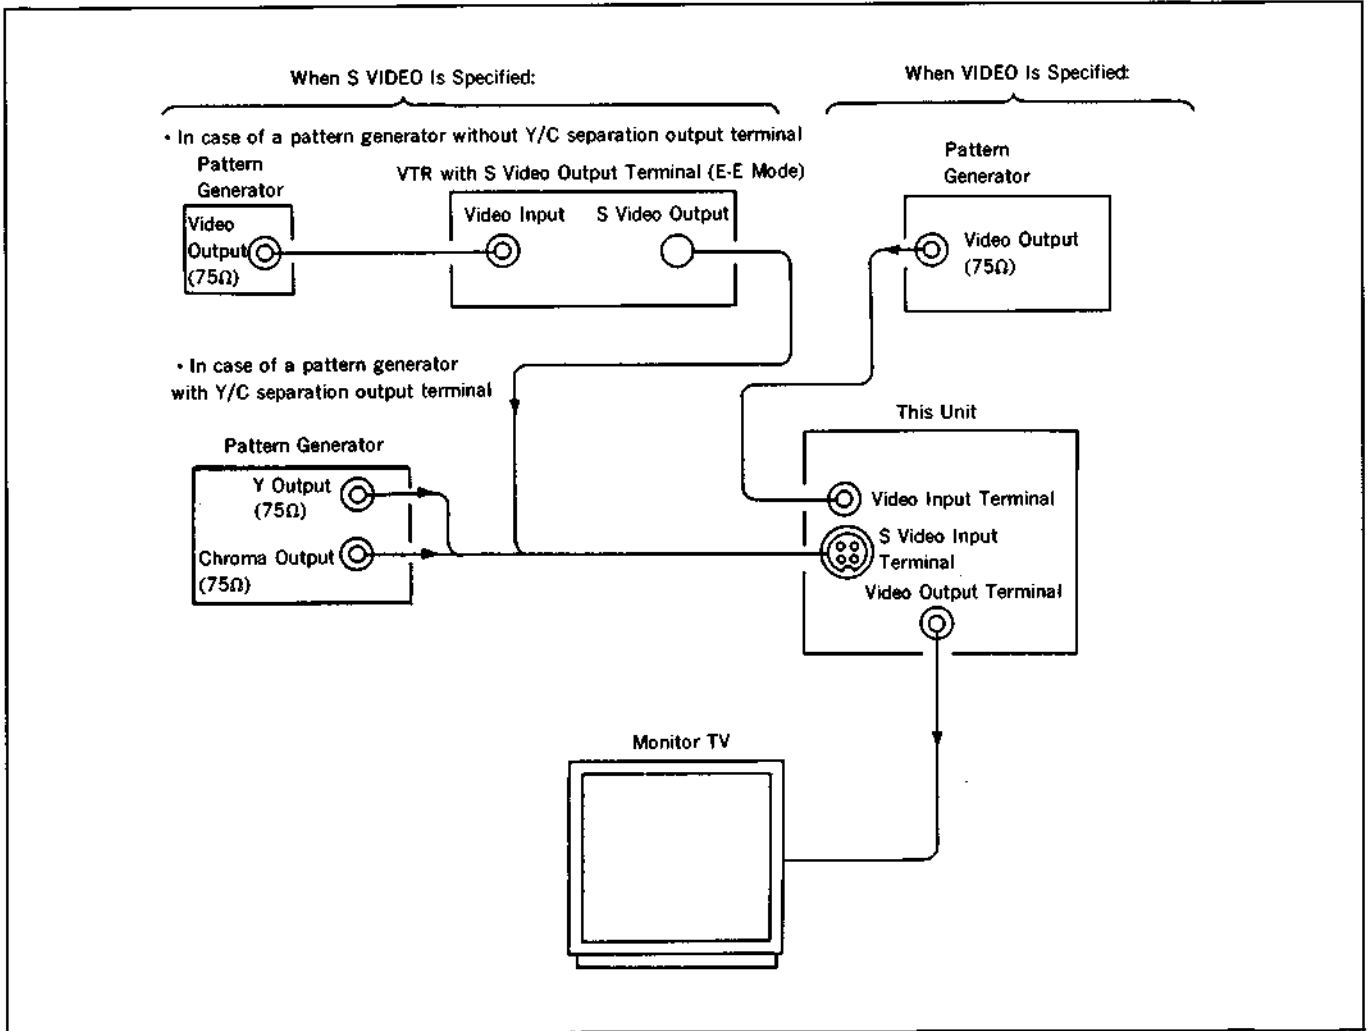 When S VIDEO Is Specified:
When VIDEO Is Specified:
• In case of a pattern generator without Y/C separation output terminal
Pattern
Generator
VTR with S Video Output Terminal (E-E Mode)
Video
Output
(75Ω)
Video Input
S Video Output
Pattern
Generator
Video Output
(75Ω)
• In case of a pattern generator
with Y/C separation output terminal
Pattern Generator
Y Output
(75Ω)
Chroma Output
(75Ω)
This Unit
Video Input Terminal
S Video Input
Terminal
Video Output Terminal
Monitor TV